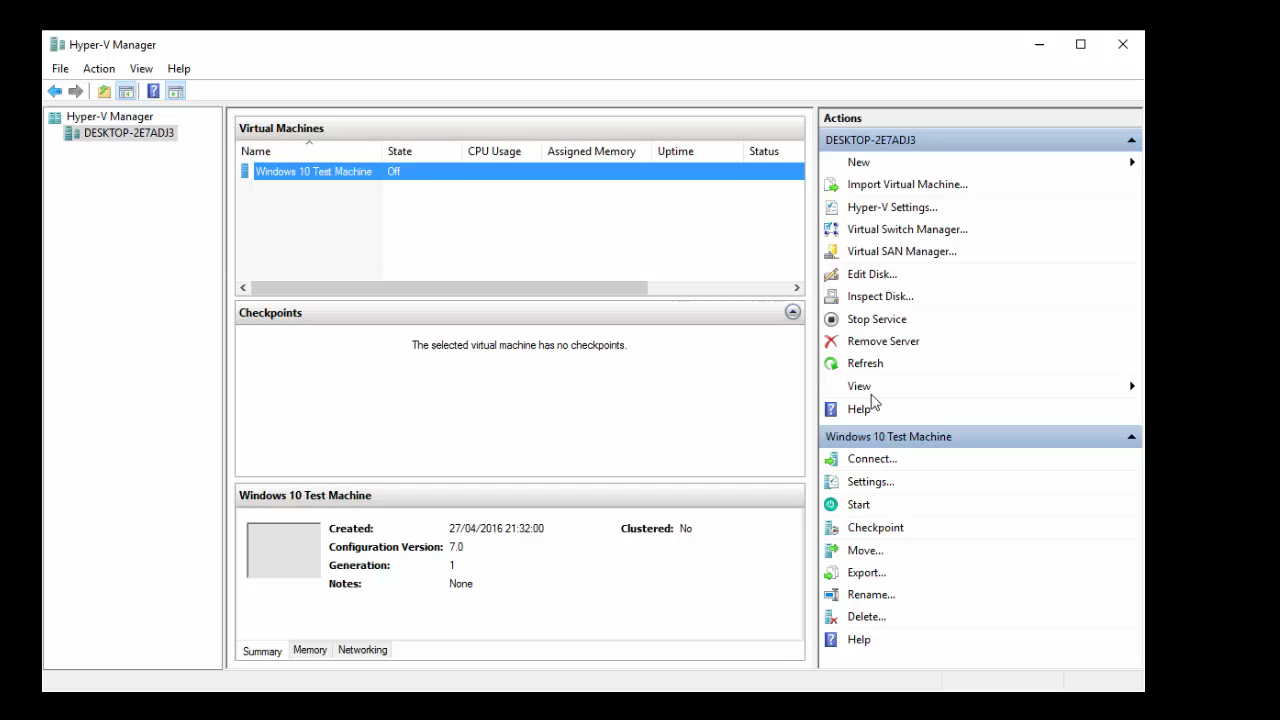 Hyper-V Manager
File Action View Help
Hyper-V Manager
DESKTOP-2E7ADJ3
Virtual Machines
Name State CPU Usage Assigned Memory Uptime Status
Windows 10 Test Machine Off
Checkpoints
The selected virtual machine has no checkpoints.
Windows 10 Test Machine
Created: 27/04/2016 21:32:00 Clustered: No
Configuration Version: 7.0
Generation: 1
Notes: None
Summary Memory Networking
Actions
DESKTOP-2E7ADJ3
New
Import Virtual Machine...
Hyper-V Settings...
Virtual Switch Manager...
Virtual SAN Manager...
Edit Disk...
Inspect Disk...
Stop Service
Remove Server
Refresh
View
Help
Windows 10 Test Machine
Connect...
Settings...
Start
Checkpoint
Move...
Export...
Rename...
Delete...
Help